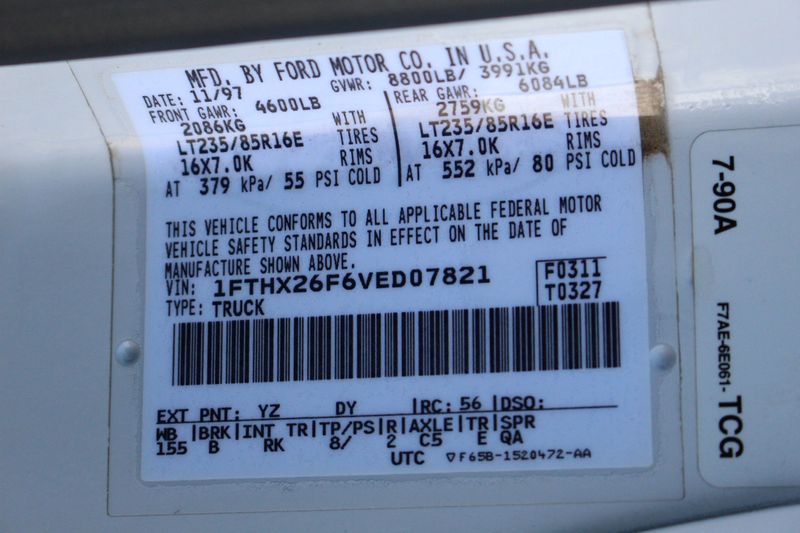 MFD. BY FORD MOTOR CO. IN U.S.A.
DATE: 11/97 GVWR: 8800LB/ 3991KG
FRONT GAWR: 4600LB
2086KG WITH
LT235/85R16E TIRES
16X7.0K RIMS
AT 379 kPa/ 55 PSI COLD
REAR GAWR: 6084LB
2759KG WITH
LT235/85R16E TIRES
16X7.0K RIMS
AT 552 kPa/ 80 PSI COLD
THIS VEHICLE CONFORMS TO ALL APPLICABLE FEDERAL MOTOR
VEHICLE SAFETY STANDARDS IN EFFECT ON THE DATE OF
MANUFACTURE SHOWN ABOVE.
VIN: 1FTHX26F6VED07821
TYPE: TRUCK
F0311
T0327
EXT PNT: YZ DY RC: 56 DSO:
WB BRK INT TR TP/PS R AXLE TR SPR
155 B RK 8/ 2 C5 E QA
UTC ▽F65B-1520472-AA
7-90A
F7AE-6E061-TCG